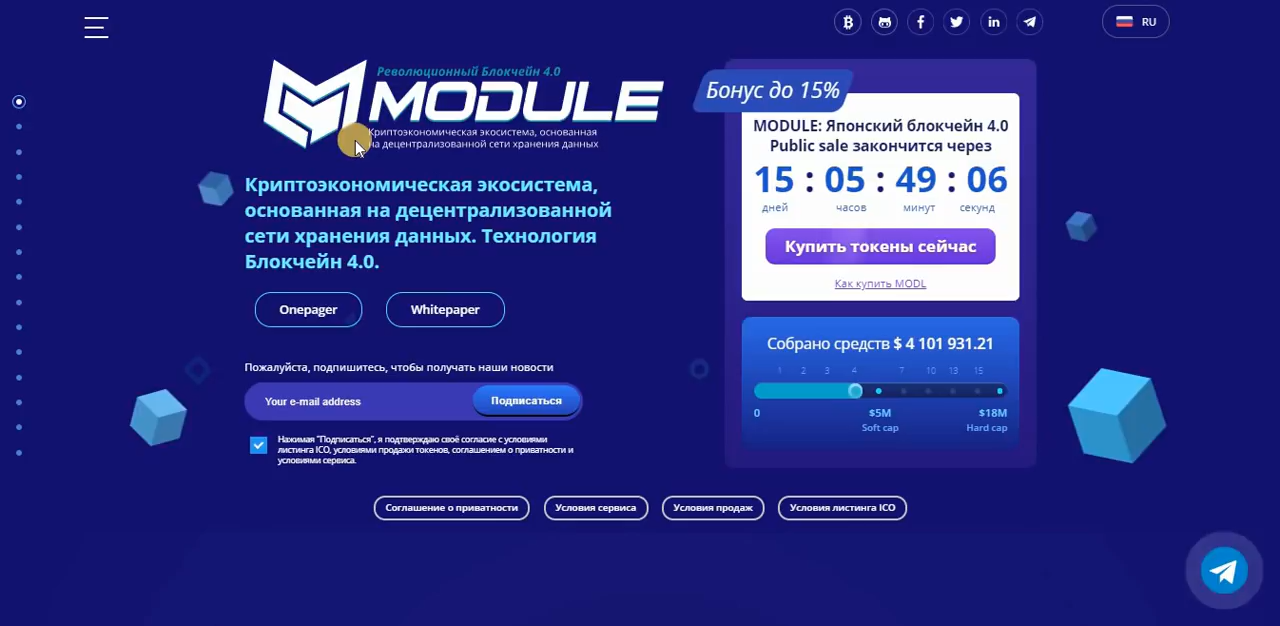 RU
Революционный Блокчейн 4.0
MODULE
Криптоэкономическая экосистема, основанная
на децентрализованной сети хранения данных
Криптоэкономическая экосистема,
основанная на децентрализованной
сети хранения данных. Технология
Блокчейн 4.0.
Onepager
Whitepaper
Пожалуйста, подпишитесь, чтобы получать наши новости
Your e-mail address
Подписаться
Нажимая "Подписаться", я подтверждаю своё согласие с условиями
листинга ICO, условиями продажи токенов, соглашением о приватности и
условиями сервиса.
Бонус до 15%
MODULE: Японский блокчейн 4.0
Public sale закончится через
15 : 05 : 49 : 06
дней часов минут секунд
Купить токены сейчас
Как купить MODL
Собрано средств $ 4 101 931.21
1 2 3 4 7 10 13 15
0 $5M $18M
Soft cap Hard cap
Соглашение о приватности
Условия сервиса
Условия продаж
Условия листинга ICO